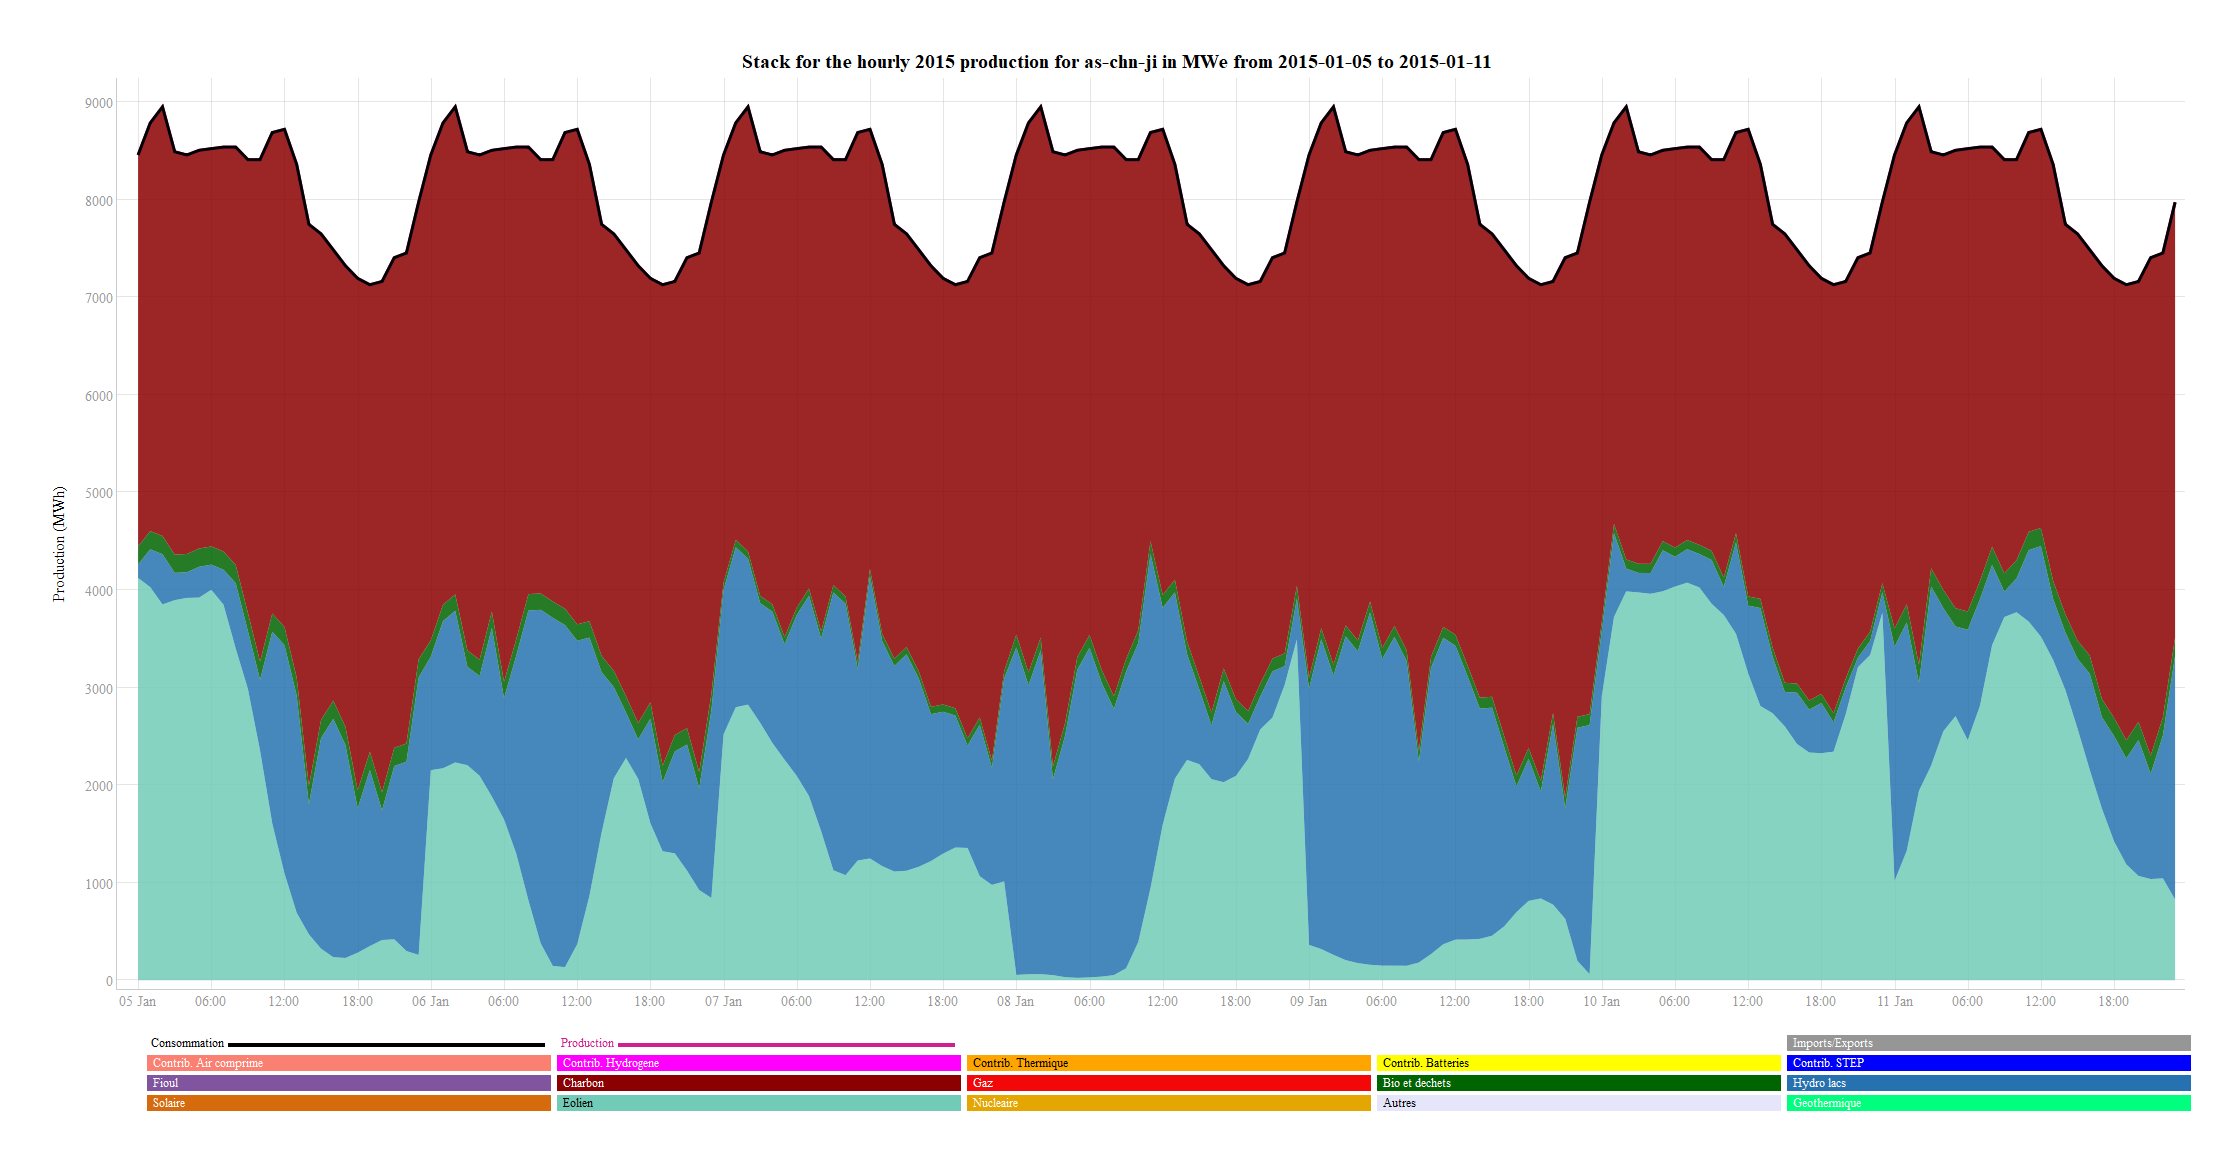 Stack for the hourly 2015 production for as-chn-ji in MWe from 2015-01-05 to 2015-01-11
Production (MWh)
9000
8000
7000
6000
5000
4000
3000
2000
1000
0
05 Jan 06:00 12:00 18:00 06 Jan 06:00 12:00 18:00 07 Jan 06:00 12:00 18:00 08 Jan 06:00 12:00 18:00 09 Jan 06:00 12:00 18:00 10 Jan 06:00 12:00 18:00 11 Jan 06:00 12:00 18:00
Consommation Production Imports/Exports
Contrib. Air comprime Contrib. Hydrogene Contrib. Thermique Contrib. Batteries Contrib. STEP
Fioul Charbon Gaz Bio et dechets Hydro lacs
Solaire Eolien Nucleaire Autres Geothermique